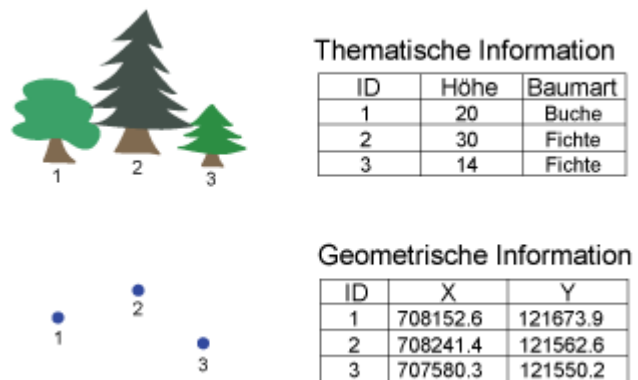 Thematische Information
ID Höhe Baumart
1 20 Buche
2 30 Fichte
3 14 Fichte
1 2 3
Geometrische Information
ID X Y
1 708152.6 121673.9
2 708241.4 121562.6
3 707580.3 121550.2
1 2 3